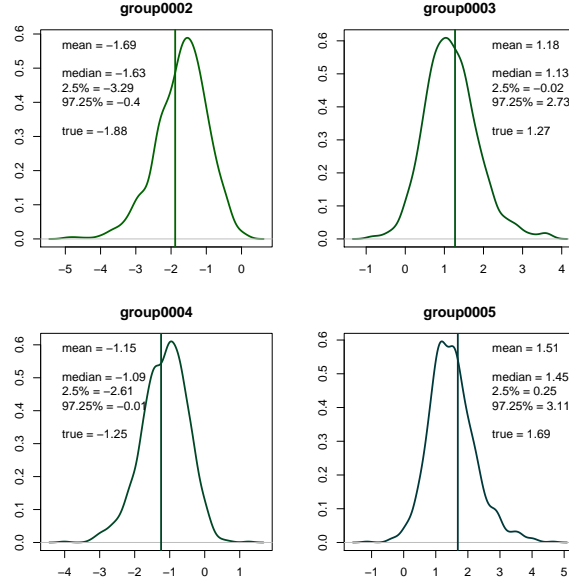 group0002
mean = −1.69
median = −1.63
2.5% = −3.29
97.25% = −0.4
true = −1.88
0.0 0.1 0.2 0.3 0.4 0.5 0.6
−5 −4 −3 −2 −1 0
group0003
mean = 1.18
median = 1.13
2.5% = −0.02
97.25% = 2.73
true = 1.27
0.0 0.1 0.2 0.3 0.4 0.5 0.6
−1 0 1 2 3 4
group0004
mean = −1.15
median = −1.09
2.5% = −2.61
97.25% = −0.01
true = −1.25
0.0 0.1 0.2 0.3 0.4 0.5 0.6
−4 −3 −2 −1 0 1
group0005
mean = 1.51
median = 1.45
2.5% = 0.25
97.25% = 3.11
true = 1.69
0.0 0.1 0.2 0.3 0.4 0.5 0.6
−1 0 1 2 3 4 5